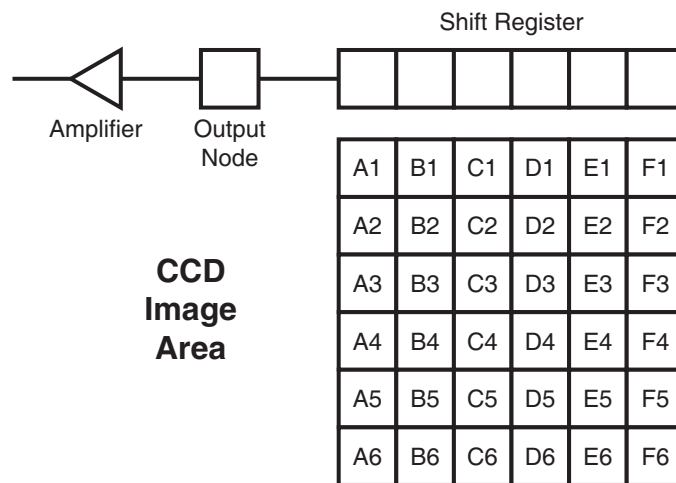 Shift Register
Amplifier
Output
Node
A1 B1 C1 D1 E1 F1
A2 B2 C2 D2 E2 F2
A3 B3 C3 D3 E3 F3
A4 B4 C4 D4 E4 F4
A5 B5 C5 D5 E5 F5
A6 B6 C6 D6 E6 F6
CCD
Image
Area